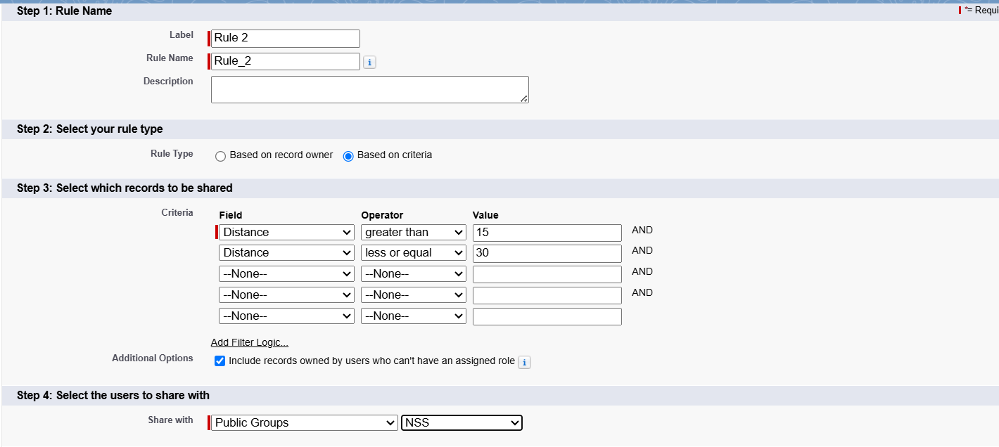 Step 1: Rule Name
*= Requi
Label Rule 2
Rule Name Rule_2 i
Description
Step 2: Select your rule type
Rule Type Based on record owner Based on criteria
Step 3: Select which records to be shared
Criteria Field Operator Value
Distance greater than 15 AND
Distance less or equal 30 AND
--None-- --None-- AND
--None-- --None-- AND
--None-- --None--
Add Filter Logic...
Additional Options Include records owned by users who can't have an assigned role i
Step 4: Select the users to share with
Share with Public Groups NSS